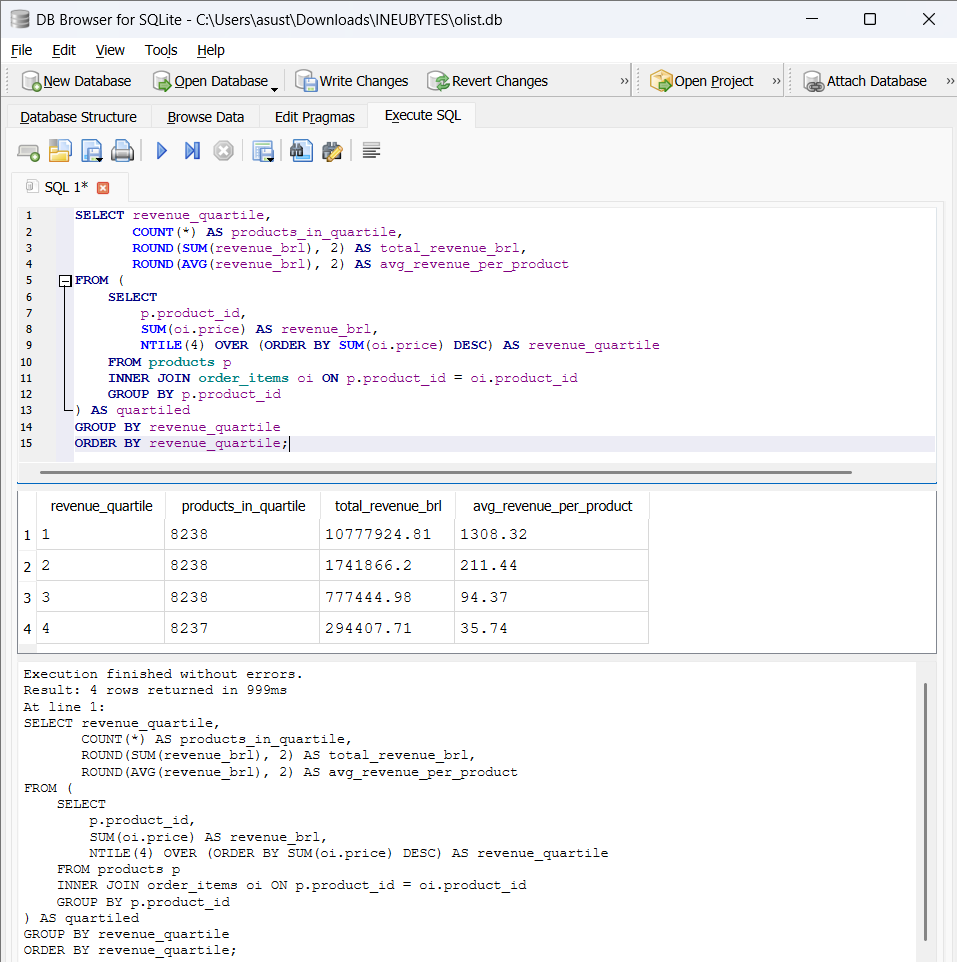 DB Browser for SQLite - C:\Users\asust\Downloads\INEUBYTES\olist.db
File Edit View Tools Help
New Database Open Database Write Changes Revert Changes » Open Project » Attach Database »
Database Structure Browse Data Edit Pragmas Execute SQL
SQL 1*
1 SELECT revenue_quartile,
2 COUNT(*) AS products_in_quartile,
3 ROUND(SUM(revenue_brl), 2) AS total_revenue_brl,
4 ROUND(AVG(revenue_brl), 2) AS avg_revenue_per_product
5 FROM (
6 SELECT
7 p.product_id,
8 SUM(oi.price) AS revenue_brl,
9 NTILE(4) OVER (ORDER BY SUM(oi.price) DESC) AS revenue_quartile
10 FROM products p
11 INNER JOIN order_items oi ON p.product_id = oi.product_id
12 GROUP BY p.product_id
13 ) AS quartiled
14 GROUP BY revenue_quartile
15 ORDER BY revenue_quartile;
revenue_quartile products_in_quartile total_revenue_brl avg_revenue_per_product
1 1 8238 10777924.81 1308.32
2 2 8238 1741866.2 211.44
3 3 8238 777444.98 94.37
4 4 8237 294407.71 35.74
Execution finished without errors.
Result: 4 rows returned in 999ms
At line 1:
SELECT revenue_quartile,
COUNT(*) AS products_in_quartile,
ROUND(SUM(revenue_brl), 2) AS total_revenue_brl,
ROUND(AVG(revenue_brl), 2) AS avg_revenue_per_product
FROM (
SELECT
p.product_id,
SUM(oi.price) AS revenue_brl,
NTILE(4) OVER (ORDER BY SUM(oi.price) DESC) AS revenue_quartile
FROM products p
INNER JOIN order_items oi ON p.product_id = oi.product_id
GROUP BY p.product_id
) AS quartiled
GROUP BY revenue_quartile
ORDER BY revenue_quartile;